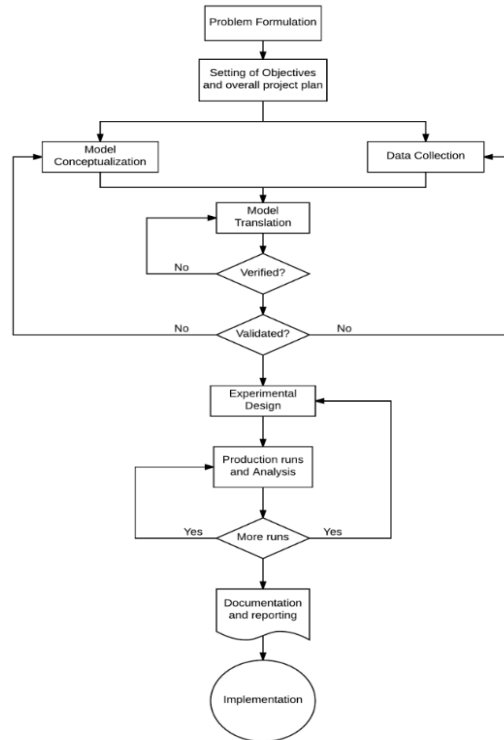 Problem Formulation
Setting of Objectives
and overall project plan
Model
Conceptualization
Data Collection
Model
Translation
No
Verified?
No
Validated?
No
Experimental
Design
Production runs
and Analysis
Yes
More runs
Yes
Documentation
and reporting
Implementation